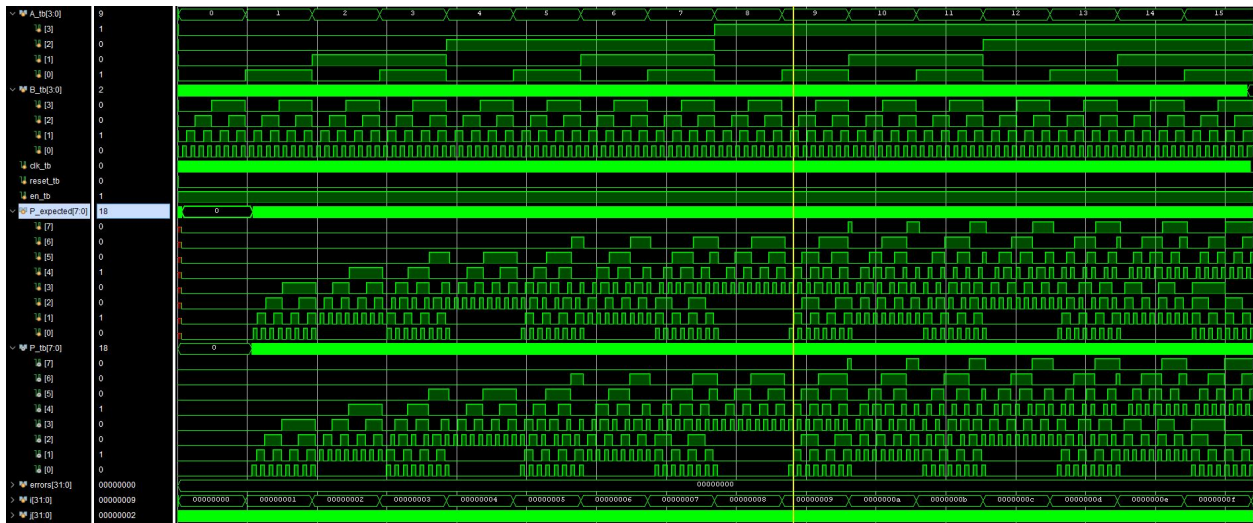 A_tb[3:0] 9 0 1 2 3 4 5 6 7 8 9 10 11 12 13 14 15
[3] 1
[2] 0
[1] 0
[0] 1
B_tb[3:0] 2
[3] 0
[2] 0
[1] 1
[0] 0
clk_tb 0
reset_tb 0
en_tb 1
P_expected[7:0] 18 0
[7] 0
[6] 0
[5] 0
[4] 1
[3] 0
[2] 0
[1] 1
[0] 0
P_tb[7:0] 18 0
[7] 0
[6] 0
[5] 0
[4] 1
[3] 0
[2] 0
[1] 1
[0] 0
errors[31:0] 00000000 00000000
i[31:0] 00000009 00000000 00000001 00000002 00000003 00000004 00000005 00000006 00000007 00000008 00000009 0000000a 0000000b 0000000c 0000000d 0000000e 0000000f
j[31:0] 00000002